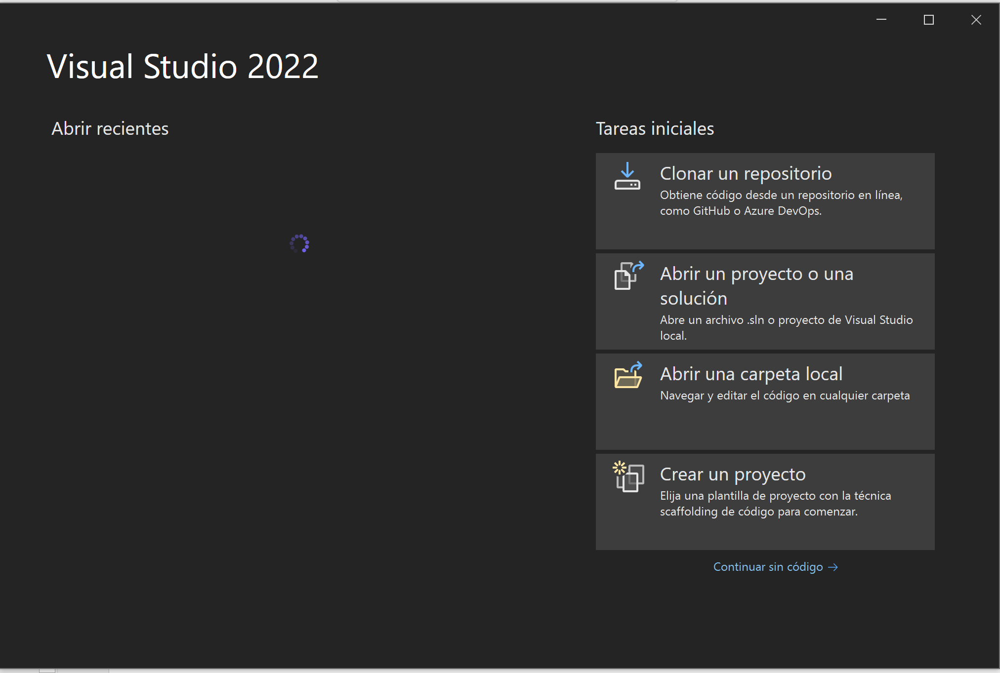 Visual Studio 2022
Abrir recientes
Tareas iniciales
Clonar un repositorio
Obtiene código desde un repositorio en línea,
como GitHub o Azure DevOps.
Abrir un proyecto o una
solución
Abre un archivo .sln o proyecto de Visual Studio
local.
Abrir una carpeta local
Navegar y editar el código en cualquier carpeta
Crear un proyecto
Elija una plantilla de proyecto con la técnica
scaffolding de código para comenzar.
Continuar sin código →